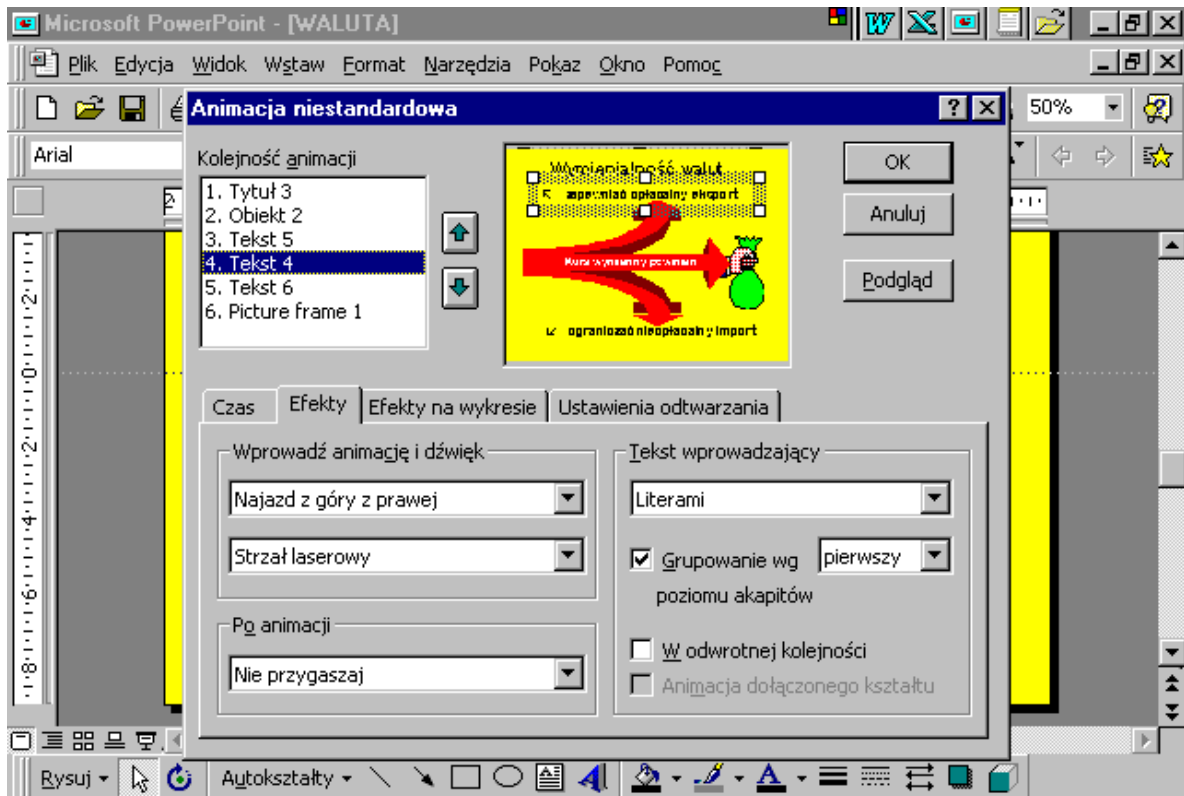 Microsoft PowerPoint - [WALUTA]
Plik Edycja Widok Wstaw Format Narzędzia Pokaz Okno Pomoc
Animacja niestandardowa
50%
Arial
Kolejność animacji
1. Tytuł 3
2. Obiekt 2
3. Tekst 5
4. Tekst 4
5. Tekst 6
6. Picture frame 1
Wymienialność walut
zapewniać opłacalny eksport
Kurs wymienny powinien
ograniczać nieopłacalny import
OK
Anuluj
Podgląd
Czas Efekty Efekty na wykresie Ustawienia odtwarzania
Wprowadź animację i dźwięk
Najazd z góry z prawej
Strzał laserowy
Po animacji
Nie przygaszaj
Tekst wprowadzający
Literami
Grupowanie wg pierwszy
poziomu akapitów
W odwrotnej kolejności
Animacja dołączonego kształtu
Rysuj Autokształty